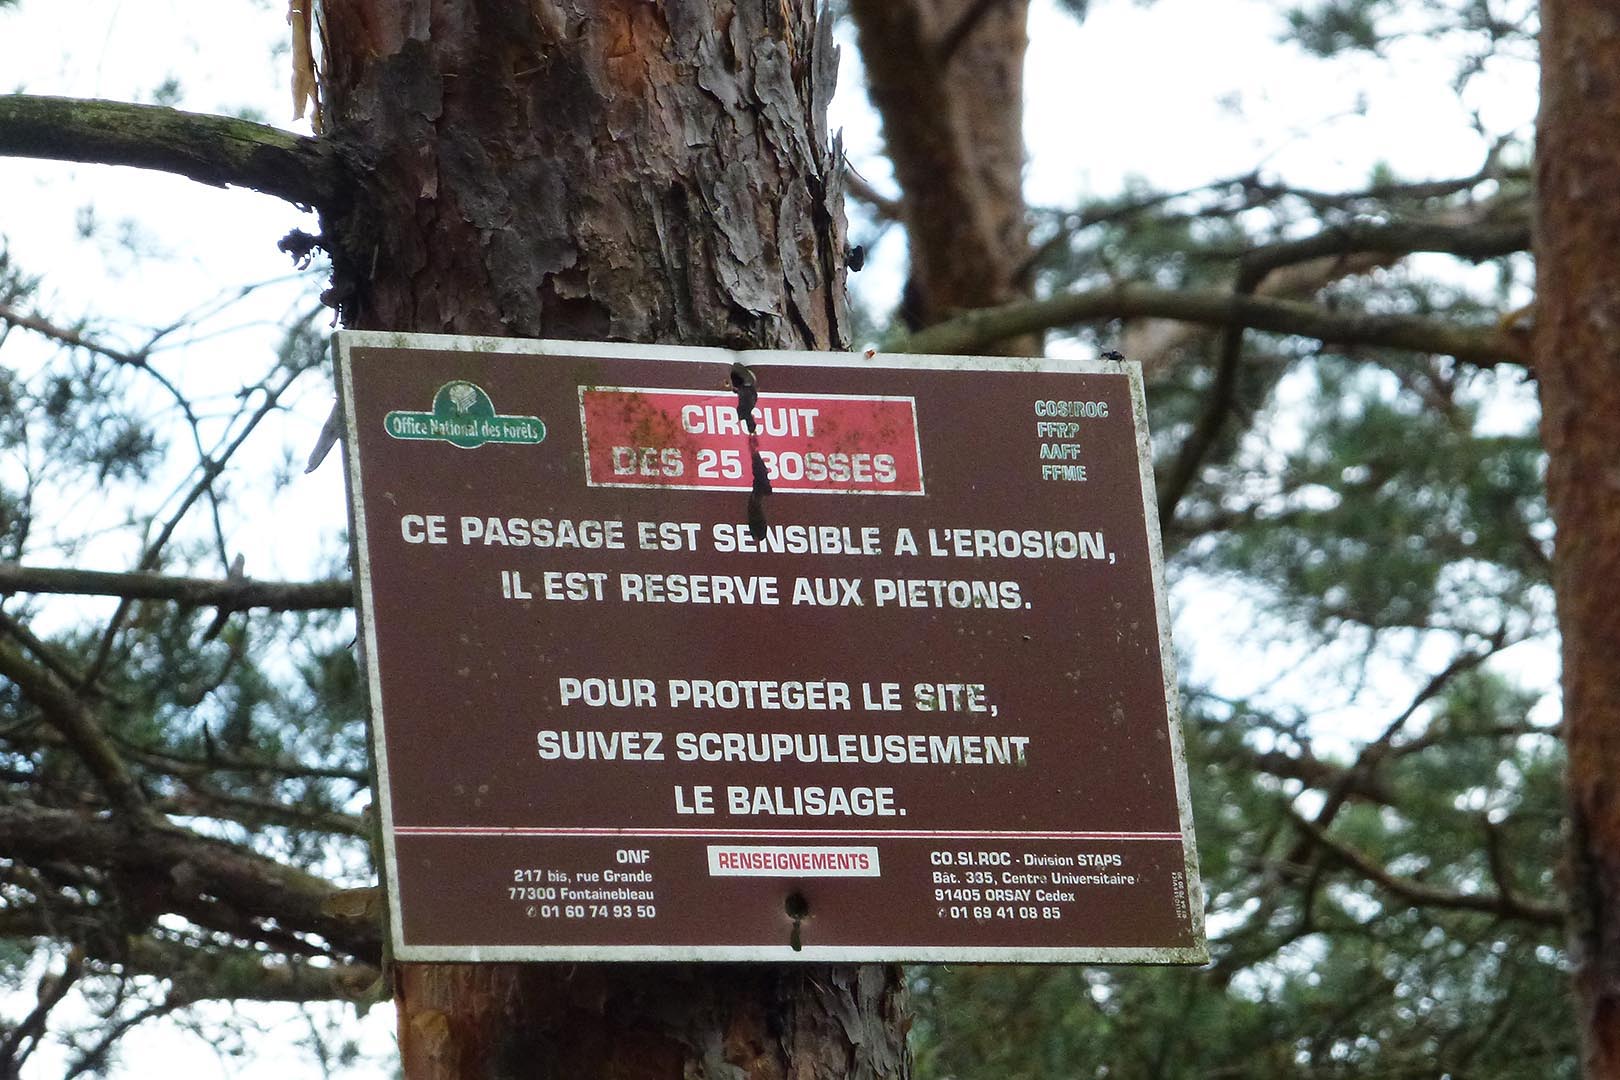 Office National des Forêts
CIRCUIT
DES 25 BOSSES
COSIROC
FFRP
AAFF
FFME
CE PASSAGE EST SENSIBLE A L'EROSION,
IL EST RESERVE AUX PIETONS.
POUR PROTEGER LE SITE,
SUIVEZ SCRUPULEUSEMENT
LE BALISAGE.
ONF
217 bis, rue Grande
77300 Fontainebleau
✆ 01 60 74 93 50
RENSEIGNEMENTS
CO.SI.ROC - Division STAPS
Bât. 335, Centre Universitaire
91405 ORSAY Cedex
✆ 01 69 41 08 85